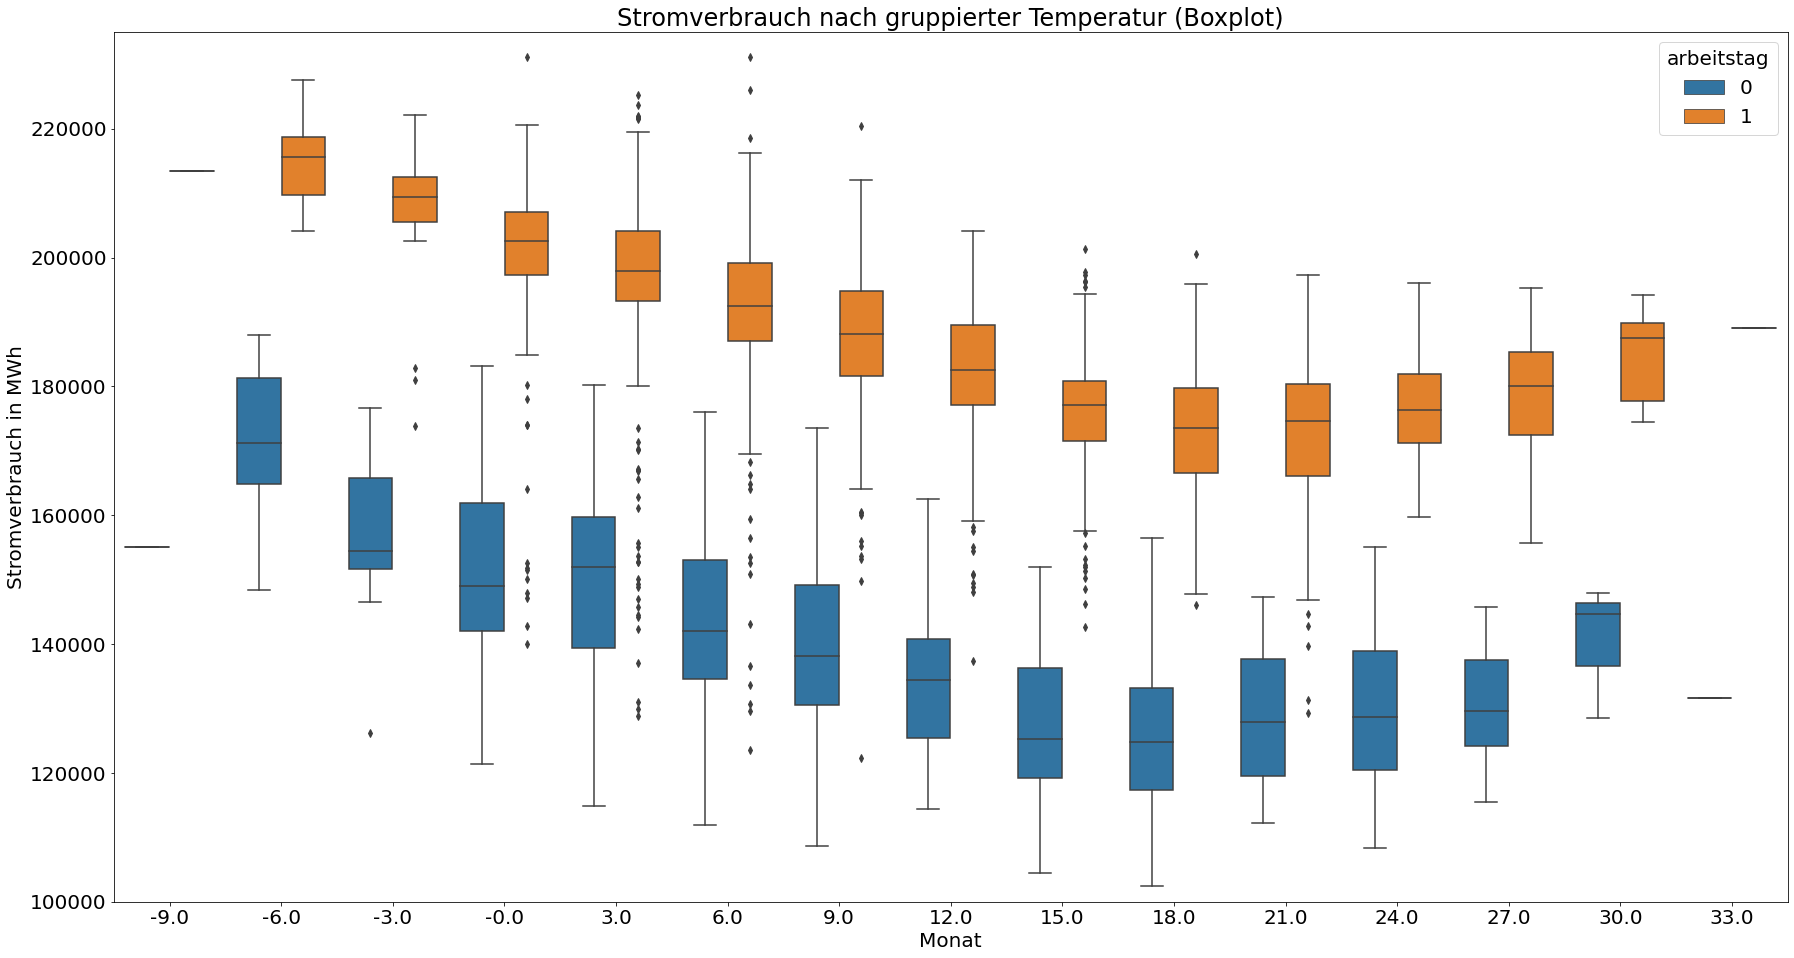 Stromverbrauch nach gruppierter Temperatur (Boxplot)
arbeitstag
0
1
220000
200000
180000
160000
140000
120000
100000
Stromverbrauch in MWh
-9.0 -6.0 -3.0 -0.0 3.0 6.0 9.0 12.0 15.0 18.0 21.0 24.0 27.0 30.0 33.0
Monat